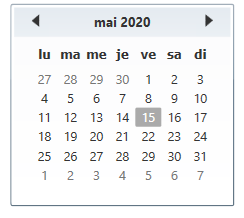 mai 2020
lu ma me je ve sa di
27 28 29 30 1 2 3
4 5 6 7 8 9 10
11 12 13 14 15 16 17
18 19 20 21 22 23 24
25 26 27 28 29 30 31
1 2 3 4 5 6 7